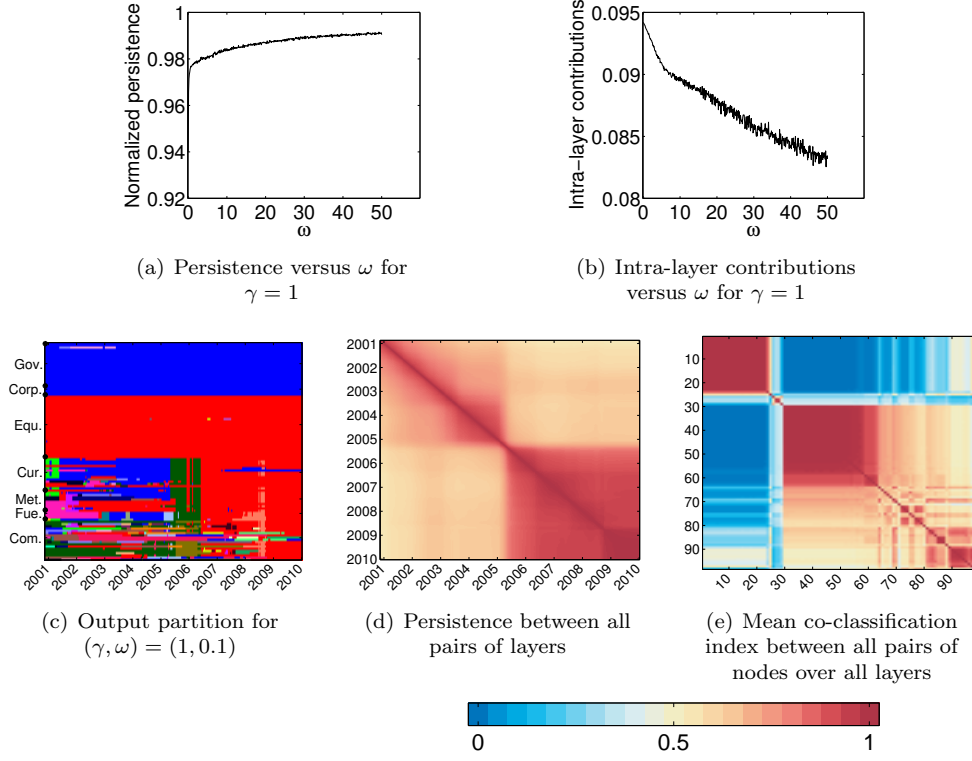 1
0.98
0.96
0.94
0.92
0 10 20 30 40 50
ω
Normalized persistence
0.095
0.09
0.085
0.08
0 10 20 30 40 50
ω
Intra−layer contributions
(a) Persistence versus ω for
γ = 1
(b) Intra-layer contributions
versus ω for γ = 1
Gov.
Corp.
Equ.
Cur.
Met.
Fue.
Com.
2001 2002 2003 2004 2005 2006 2007 2008 2009 2010
2001
2002
2003
2004
2005
2006
2007
2008
2009
2010
2001 2002 2003 2004 2005 2006 2007 2008 2009 2010
10
20
30
40
50
60
70
80
90
10 20 30 40 50 60 70 80 90
(c) Output partition for
(γ, ω) = (1, 0.1)
(d) Persistence between all
pairs of layers
(e) Mean co-classification
index between all pairs of
nodes over all layers
0 0.5 1